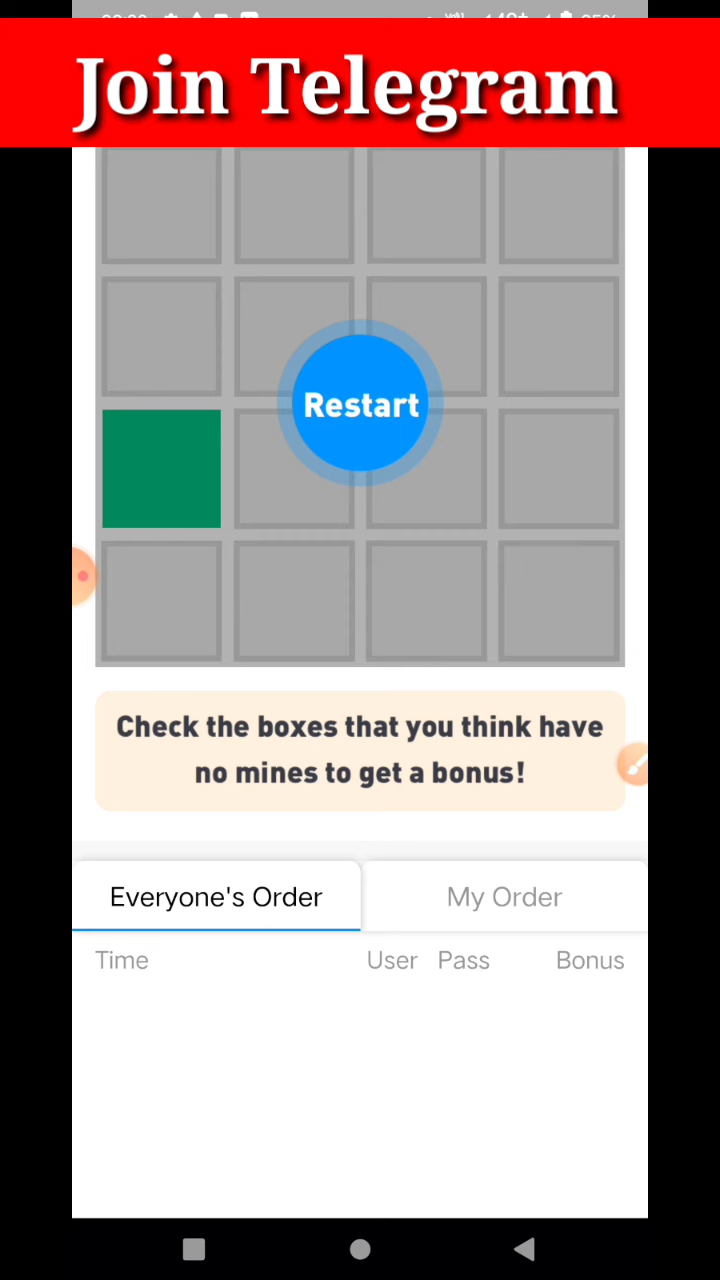 Join Telegram
Restart
Check the boxes that you think have
no mines to get a bonus!
Everyone's Order
My Order
Time User Pass Bonus